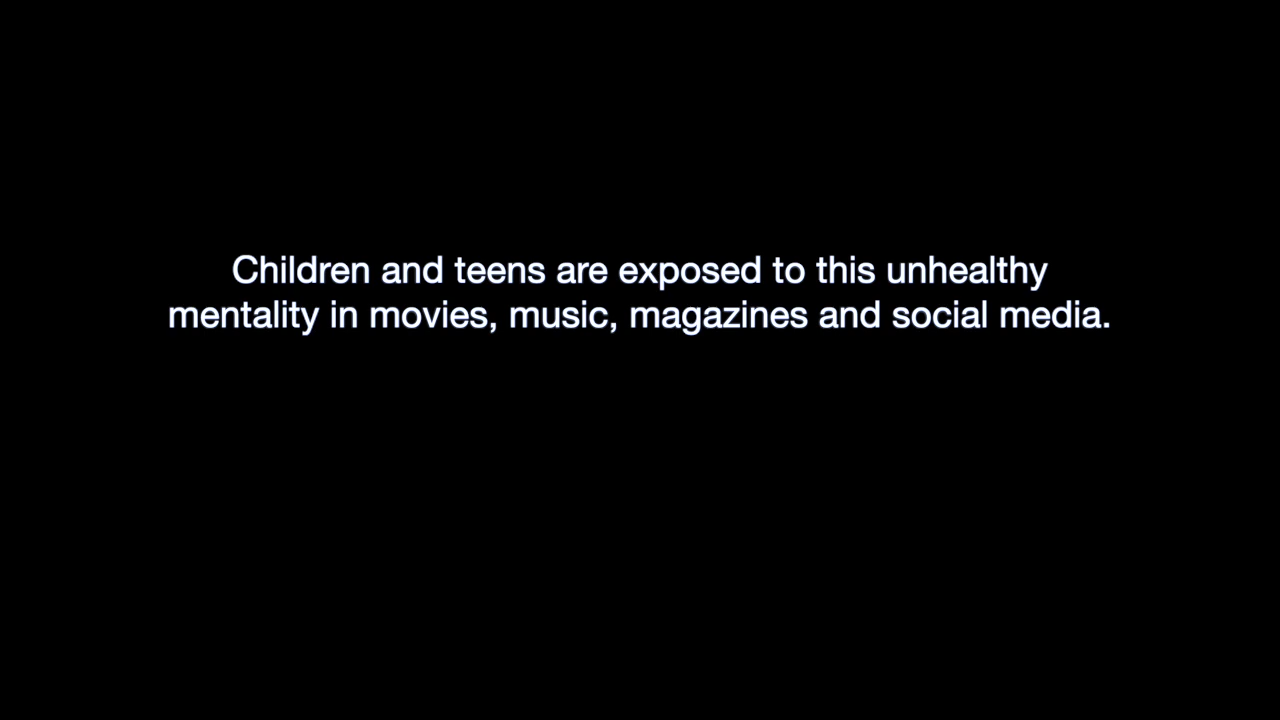 Children and teens are exposed to this unhealthy
mentality in movies, music, magazines and social media.